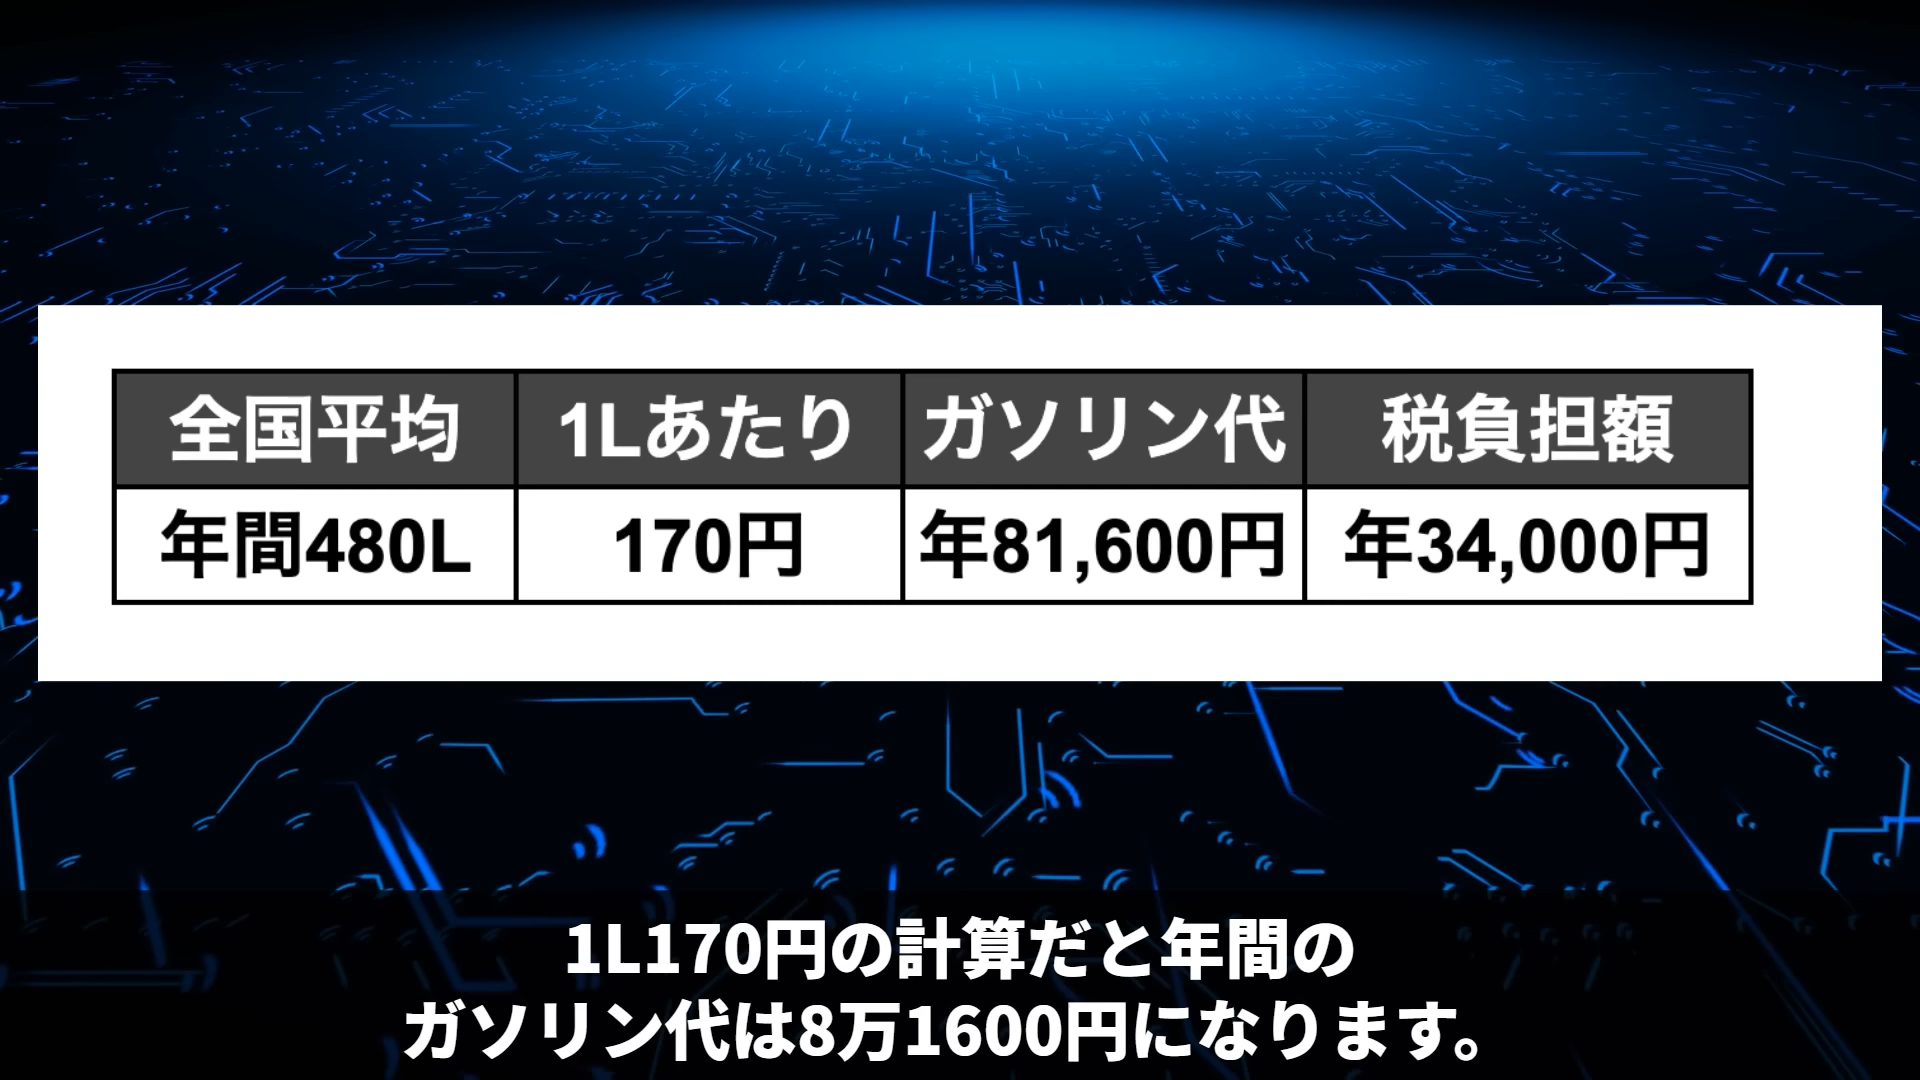 全国平均 1Lあたり ガソリン代 税負担額
年間480L 170円 年81,600円 年34,000円
1L170円の計算だと年間の
ガソリン代は8万1600円になります。